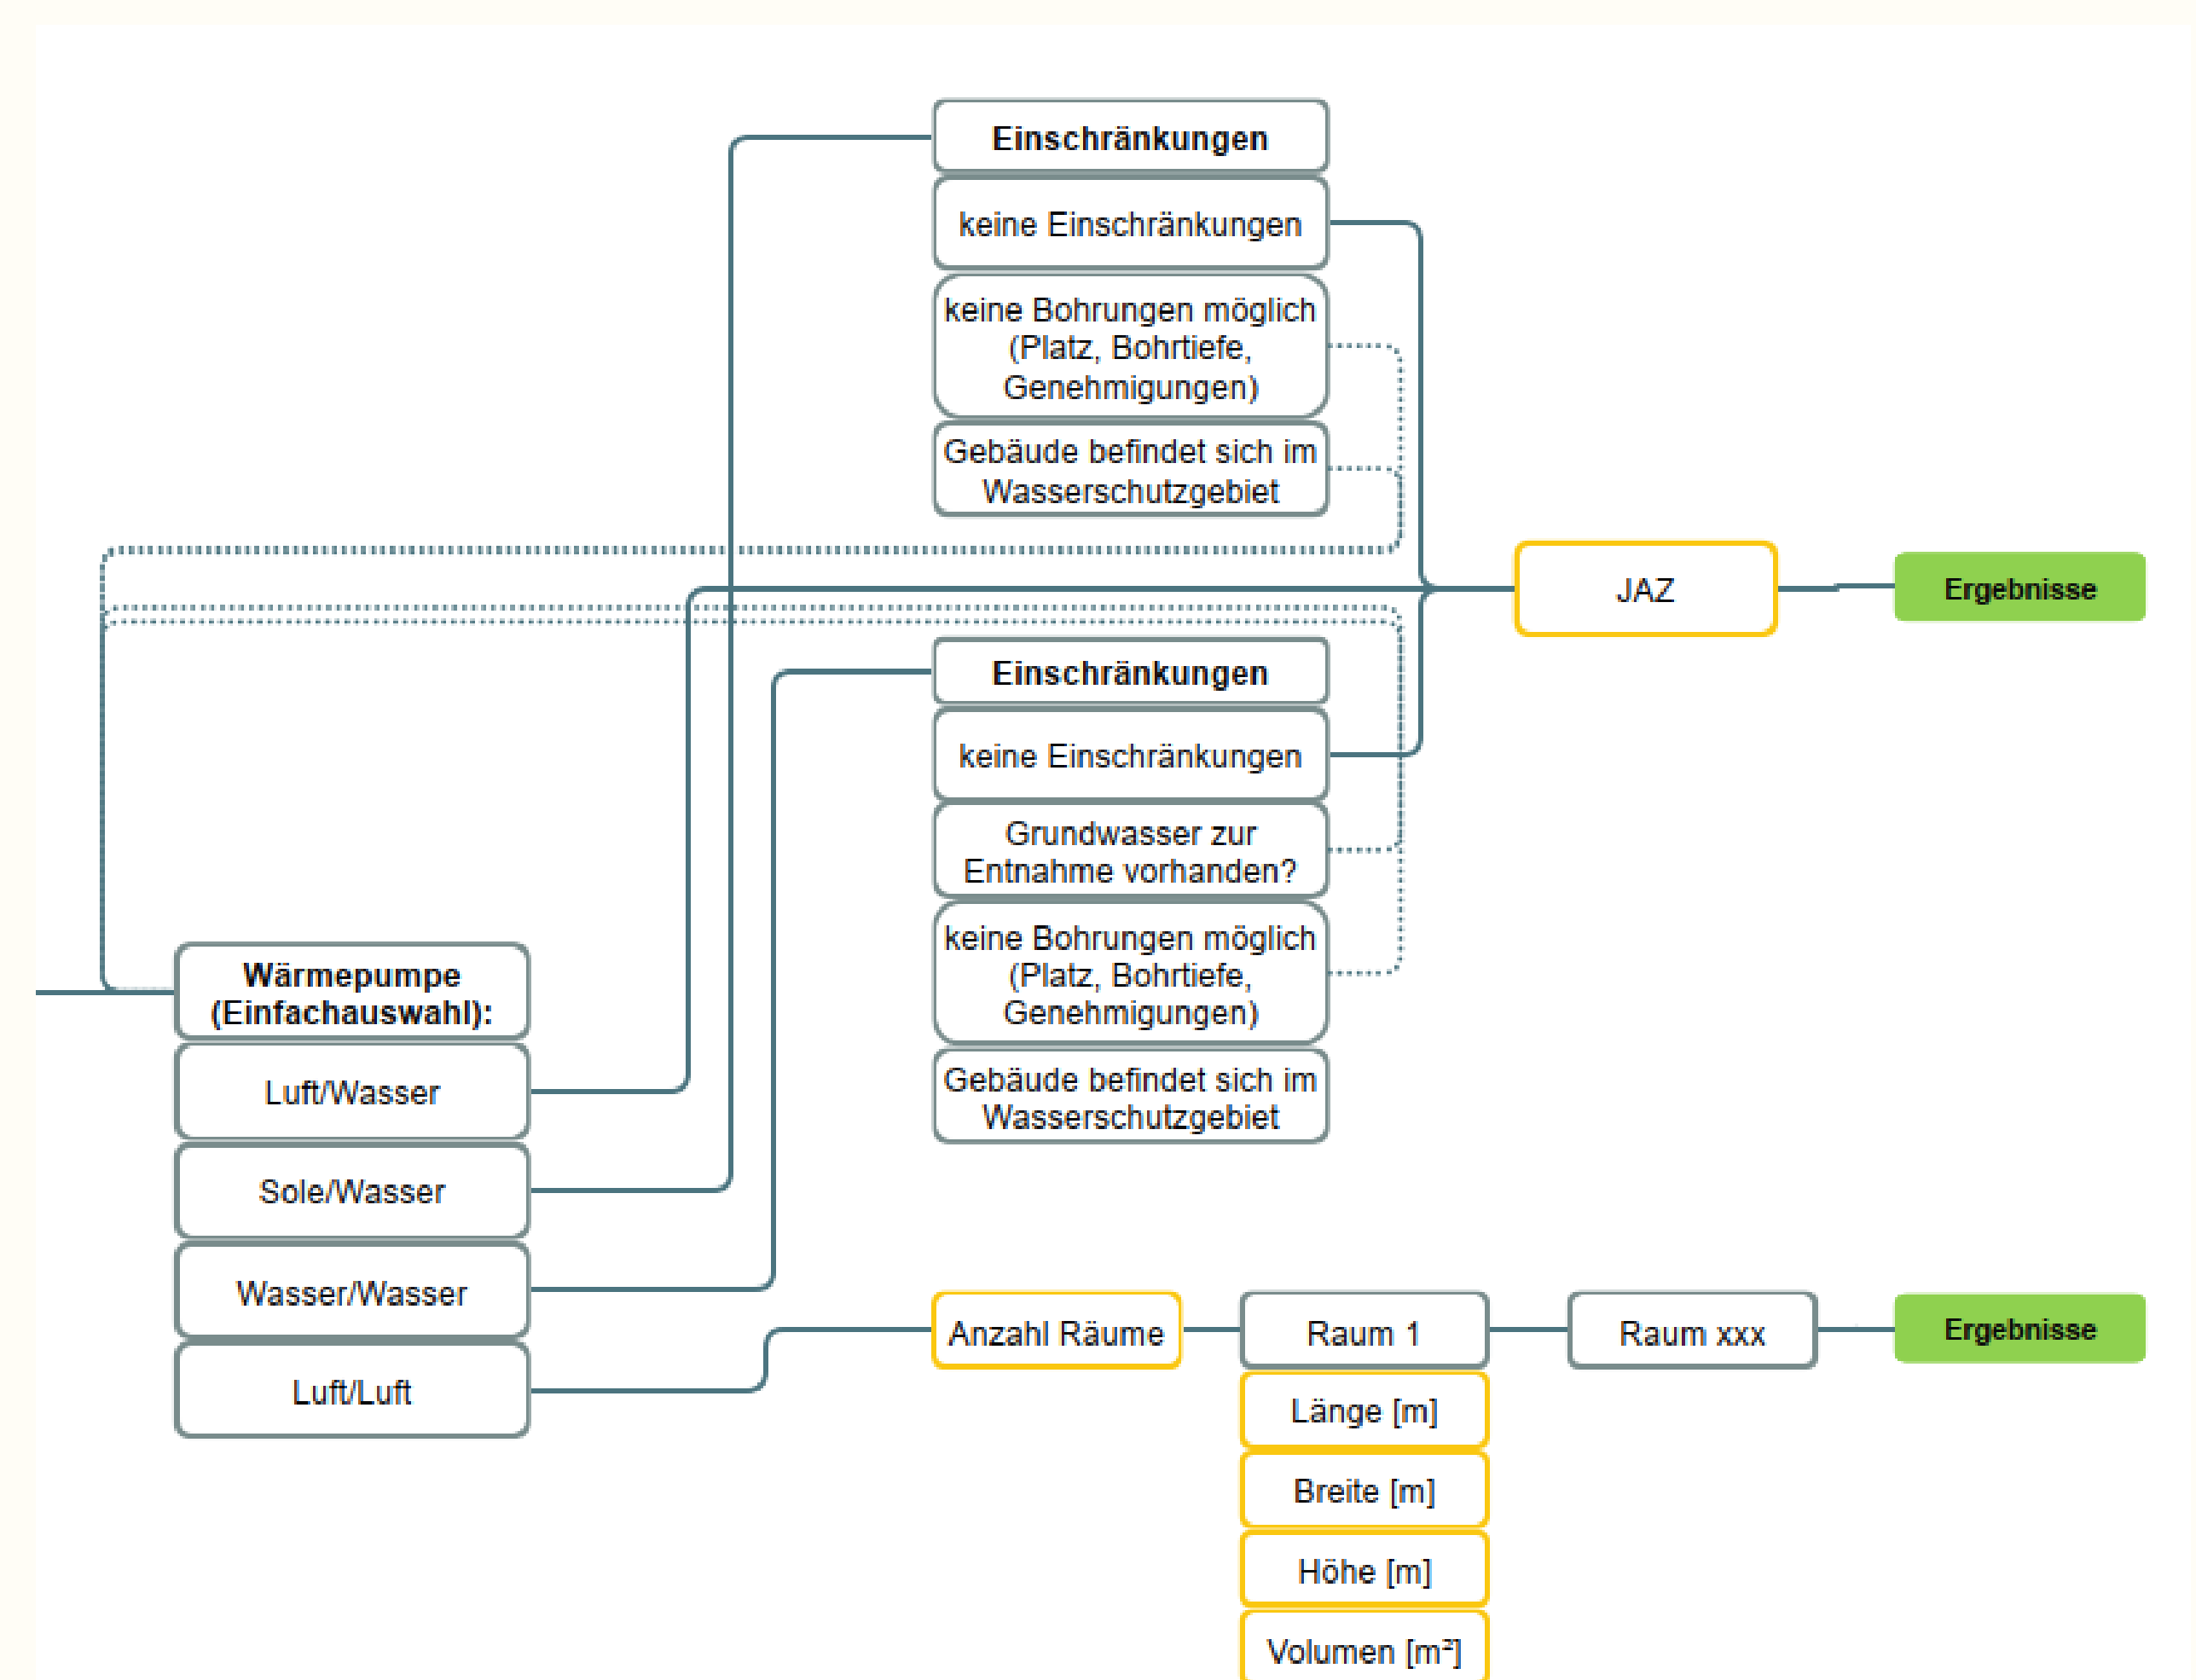 Einschränkungen
keine Einschränkungen
keine Bohrungen möglich
(Platz, Bohrtiefe,
Genehmigungen)
Gebäude befindet sich im
Wasserschutzgebiet
JAZ
Ergebnisse
Einschränkungen
keine Einschränkungen
Grundwasser zur
Entnahme vorhanden?
keine Bohrungen möglich
(Platz, Bohrtiefe,
Genehmigungen)
Gebäude befindet sich im
Wasserschutzgebiet
Wärmepumpe
(Einfachauswahl):
Luft/Wasser
Sole/Wasser
Wasser/Wasser
Luft/Luft
Anzahl Räume
Raum 1
Raum xxx
Ergebnisse
Länge [m]
Breite [m]
Höhe [m]
Volumen [m²]